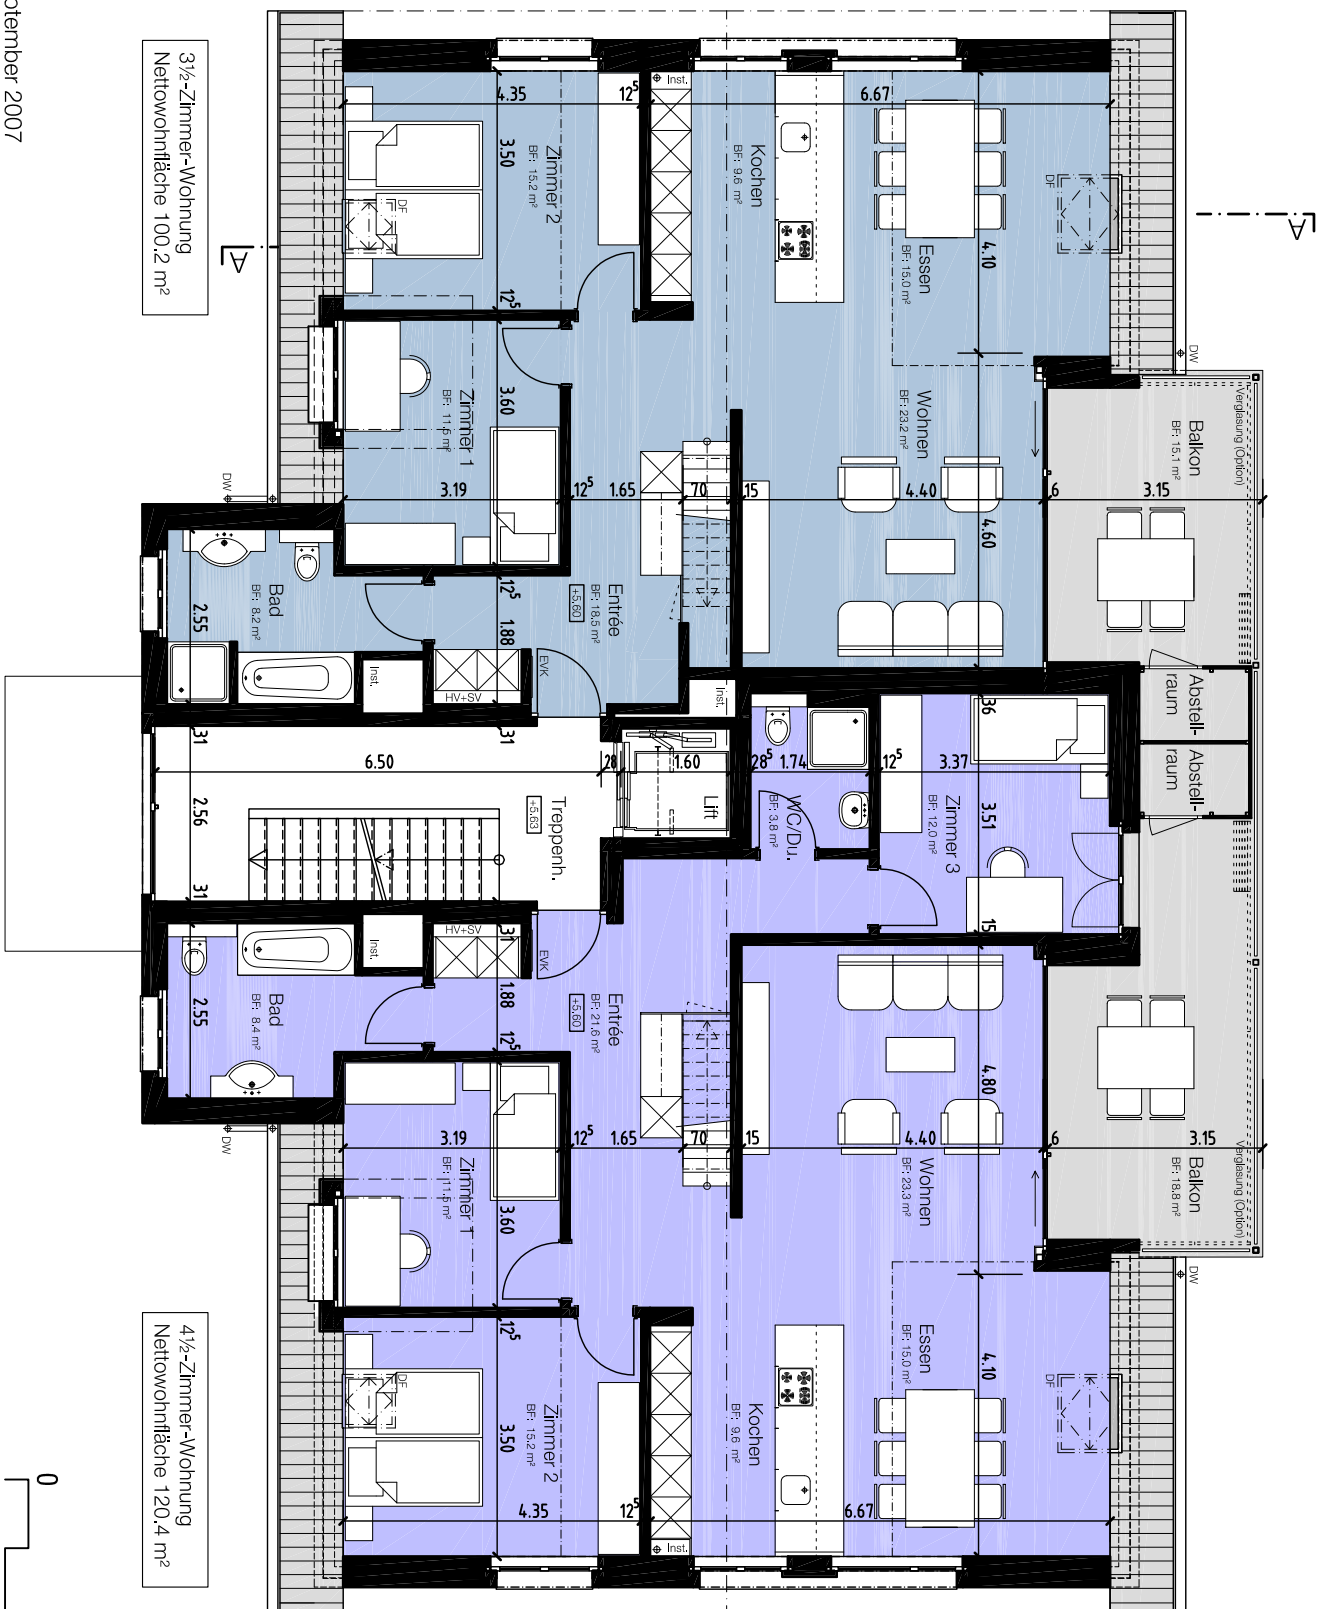 ptember 2007
3½-Zimmer-Wohnung
Nettowohnfläche 100.2 m²
4½-Zimmer-Wohnung
Nettowohnfläche 120.4 m²
0
A
A
Zimmer 2
BF: 15.2 m²
4.35
12⁵
3.50
12⁵
DF
Inst.
Kochen
BF: 9.6 m²
6.67
Essen
BF: 15.0 m²
4.10
DF
DW
Zimmer 1
BF: 11.5 m²
3.60
3.19
12⁵
1.65
70
15
4.40
6
3.15
Wohnen
BF: 23.2 m²
4.60
Balkon
BF: 15.1 m²
Verglasung (Option)
DW
Bad
BF: 8.2 m²
2.55
12⁵
1.88
Entrée
BF: 18.5 m²
+5.60
EVK
HV+SV
Inst.
Inst.
Abstell-
raum
Abstell-
raum
31
31
6.50
28
1.60
28⁵
1.74
12⁵
3.37
36
2.56
Treppenh.
+5.63
Lift
WC/Du.
BF: 3.8 m²
Zimmer 3
BF: 12.0 m²
3.51
15
31
31
Inst.
HV+SV
EVK
Bad
BF: 8.4 m²
2.55
1.88
12⁵
Entrée
BF: 21.6 m²
+5.60
4.80
DW
3.19
12⁵
1.65
70
15
4.40
6
3.15
Zimmer 1
BF: 11.5 m²
3.60
Wohnen
BF: 23.3 m²
Balkon
BF: 18.8 m²
Verglasung (Option)
DW
12⁵
Zimmer 2
BF: 15.2 m²
3.50
DF
4.35
12⁵
Kochen
BF: 9.6 m²
Essen
BF: 15.0 m²
4.10
DF
6.67
Inst.